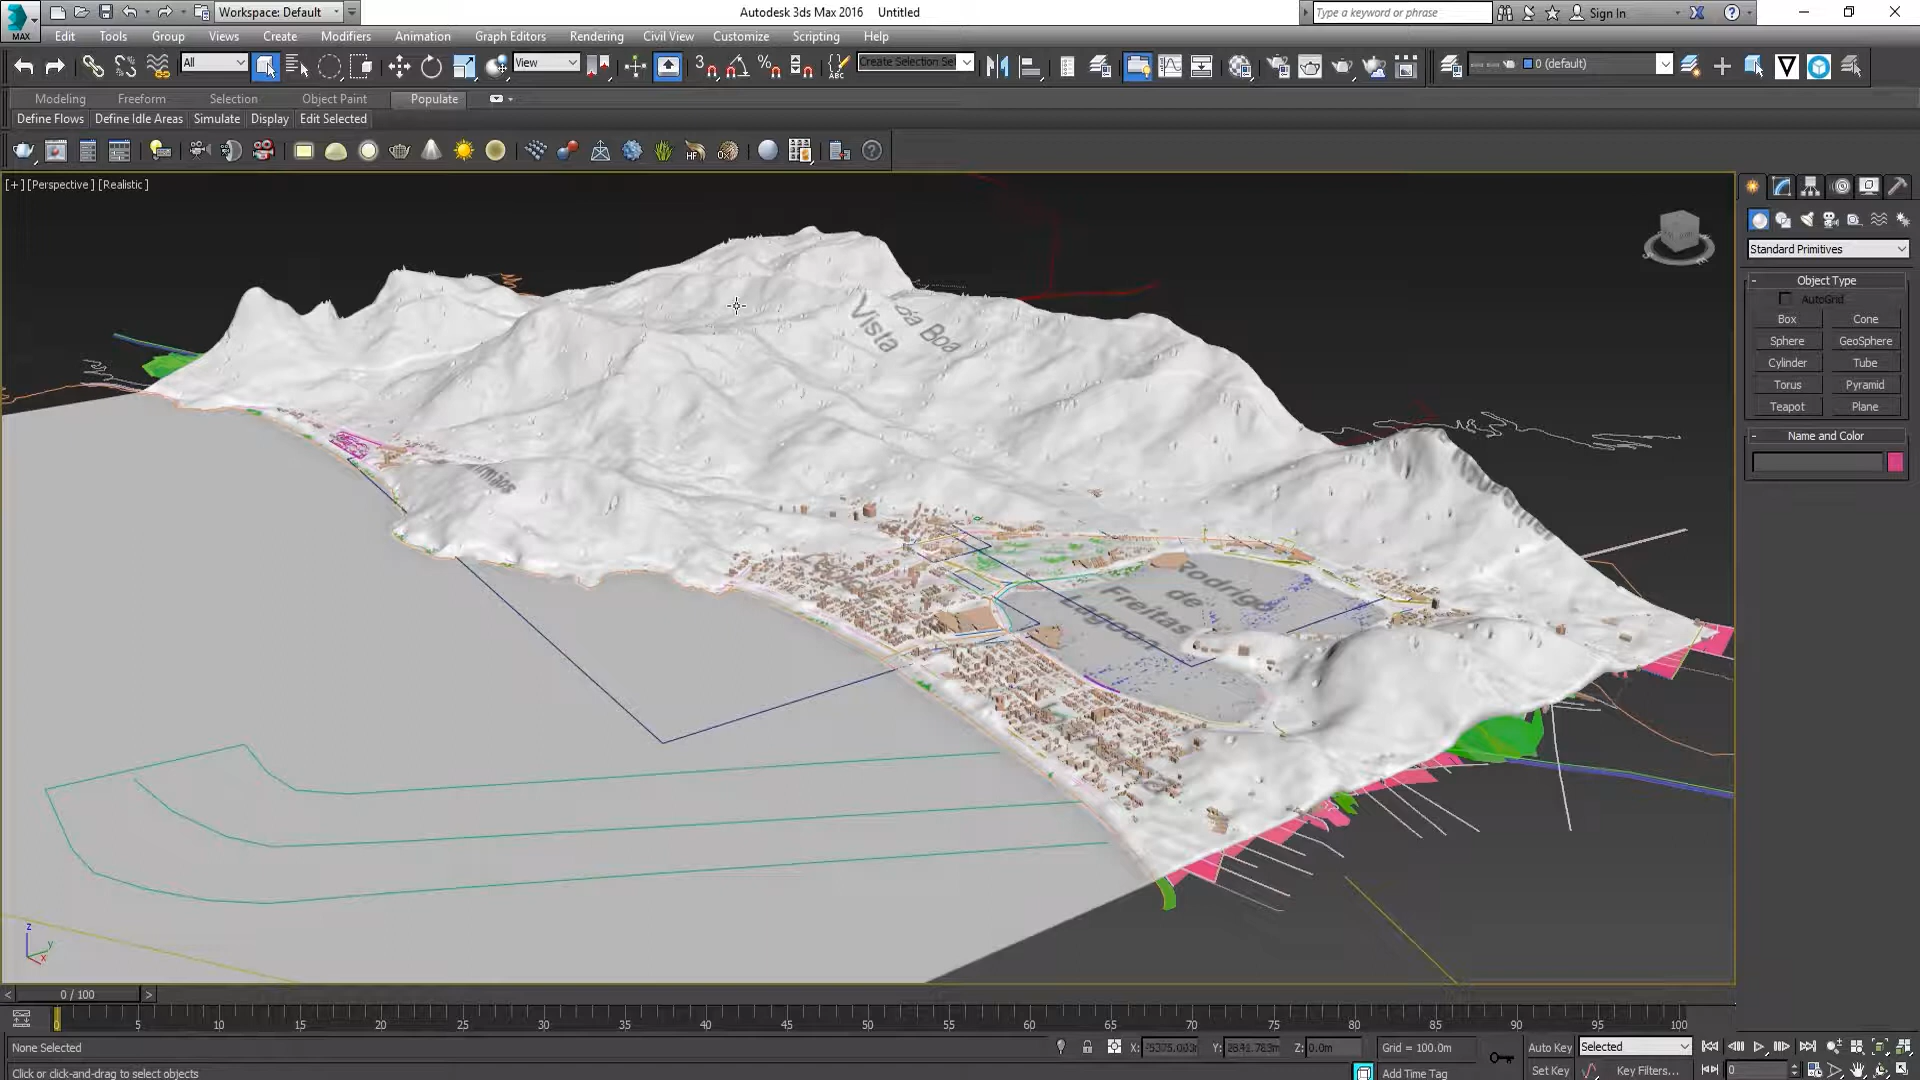 Workspace: Default
Autodesk 3ds Max 2016
Untitled
Type a keyword or phrase
Sign In
MAX
Edit
Tools
Group
Views
Create
Modifiers
Animation
Graph Editors
Rendering
Civil View
Customize
Scripting
Help
All
View
3
ABC
Create Selection Se
0 (default)
Modeling
Freeform
Selection
Object Paint
Populate
Define Flows
Define Idle Areas
Simulate
Display
Edit Selected
HF
[+] [Perspective ] [Realistic ]
Standard Primitives
Object Type
AutoGrid
Box
Cone
Sphere
GeoSphere
Cylinder
Tube
Torus
Pyramid
Teapot
Plane
Name and Color
da Boa
Vista
Rodrigo
de
Freitas
Lagoon
z
y
x
0 / 100
0 5 10 15 20 25 30 35 40 45 50 55 60 65 70 75 80 85 90 95 100
None Selected
X:
Y:
Z: 0.0m
Grid = 100.0m
Auto Key
Selected
Click or click-and-drag to select objects
Add Time Tag
Set Key
Key Filters...
0